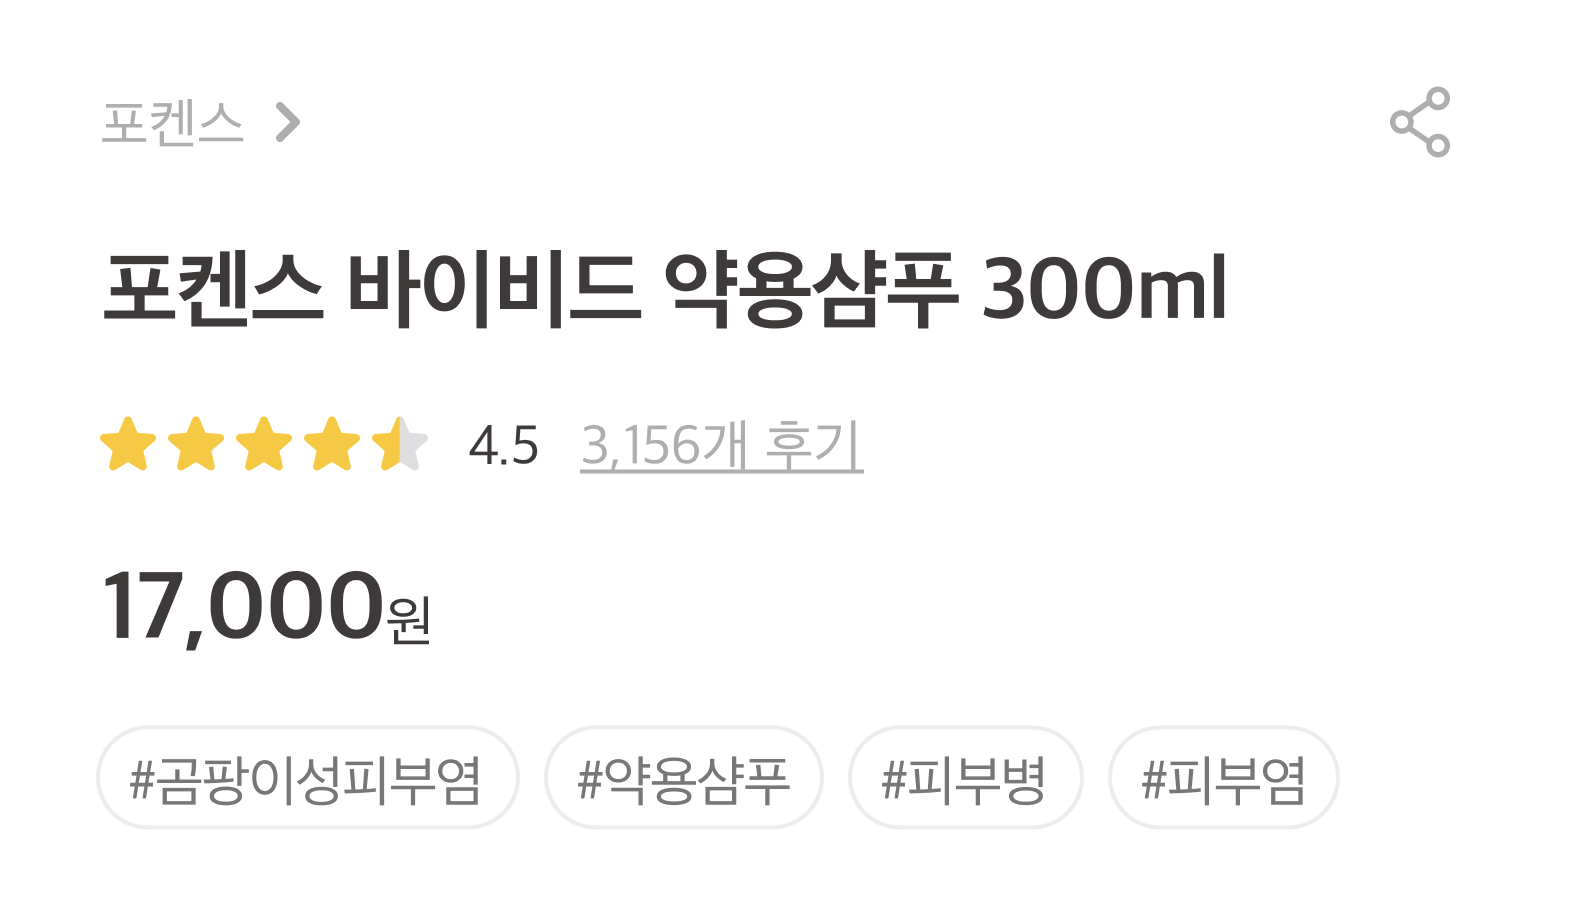 포켄스
포켄스 바이비드 약용샴푸 300ml
4.5 3,156개 후기
17,000원
#곰팡이성피부염 #약용샴푸 #피부병 #피부염